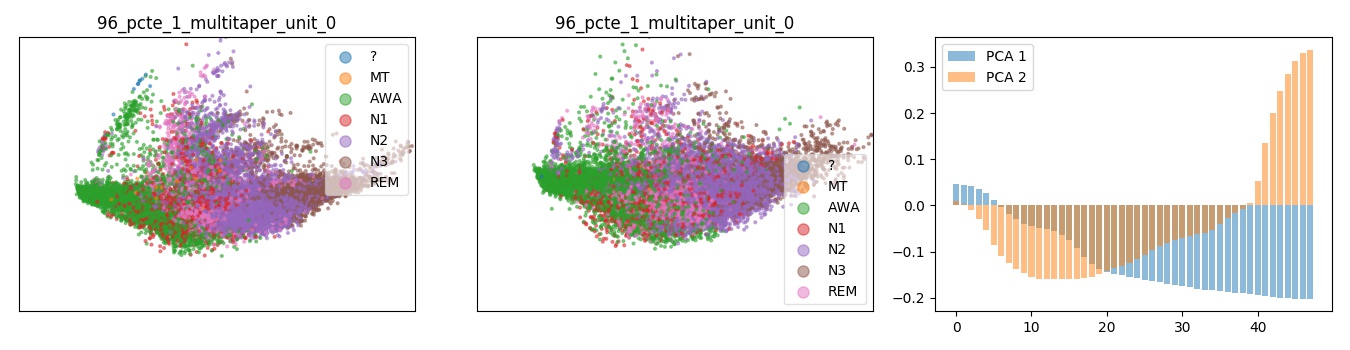 96_pcte_1_multitaper_unit_0
?
MT
AWA
N1
N2
N3
REM
96_pcte_1_multitaper_unit_0
?
MT
AWA
N1
N2
N3
REM
PCA 1
PCA 2
0.3
0.2
0.1
0.0
−0.1
−0.2
0 10 20 30 40